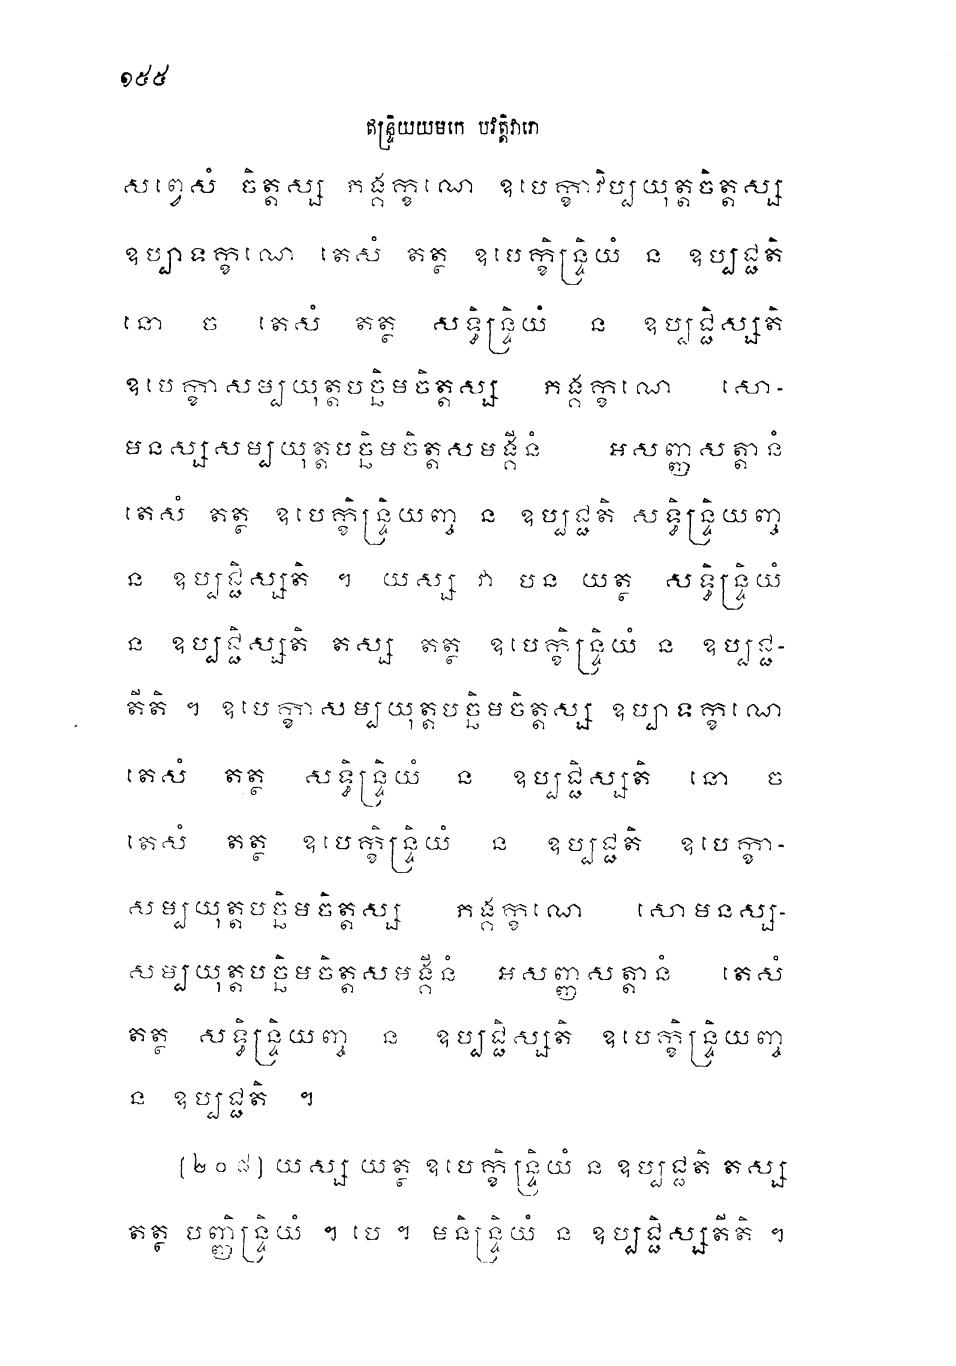 ១៥៥
ឥន្ទ្រិយយមកេ បវត្តិវារោ
សព្វេសំ ចិត្តស្ស ភង្គក្ខណេ ឧបេក្ខាវិប្បយុត្តចិត្តស្ស
ឧប្បាទក្ខណេ តេសំ តត្ថ ឧបេក្ខិន្ទ្រិយំ ន ឧប្បជ្ជតិ
នោ ច តេសំ តត្ថ សទ្ធិន្ទ្រិយំ ន ឧប្បជ្ជិស្សតិ
ឧបេក្ខាសម្បយុត្តបច្ឆិមចិត្តស្ស ភង្គក្ខណេ សោ-
មនស្សសម្បយុត្តបច្ឆិមចិត្តសមង្គីនំ អសញ្ញសត្តានំ
តេសំ តត្ថ ឧបេក្ខិន្ទ្រិយញ្ច ន ឧប្បជ្ជតិ សទ្ធិន្ទ្រិយញ្ច
ន ឧប្បជ្ជិស្សតិ ។ យស្ស វា បន យត្ថ សទ្ធិន្ទ្រិយំ
ន ឧប្បជ្ជិស្សតិ តស្ស តត្ថ ឧបេក្ខិន្ទ្រិយំ ន ឧប្បជ្ជ-
តីតិ ។ ឧបេក្ខាសម្បយុត្តបច្ឆិមចិត្តស្ស ឧប្បាទក្ខណេ
តេសំ តត្ថ សទ្ធិន្ទ្រិយំ ន ឧប្បជ្ជិស្សតិ នោ ច
តេសំ តត្ថ ឧបេក្ខិន្ទ្រិយំ ន ឧប្បជ្ជតិ ឧបេក្ខា-
សម្បយុត្តបច្ឆិមចិត្តស្ស ភង្គក្ខណេ សោមនស្ស-
សម្បយុត្តបច្ឆិមចិត្តសមង្គីនំ អសញ្ញសត្តានំ តេសំ
តត្ថ សទ្ធិន្ទ្រិយញ្ច ន ឧប្បជ្ជិស្សតិ ឧបេក្ខិន្ទ្រិយញ្ច
ន ឧប្បជ្ជតិ ។
(២០៨) យស្ស យត្ថ ឧបេក្ខិន្ទ្រិយំ ន ឧប្បជ្ជតិ តស្ស
តត្ថ បញ្ញិន្ទ្រិយំ ។ បេ ។ មនិន្ទ្រិយំ ន ឧប្បជ្ជិស្សតីតិ ។